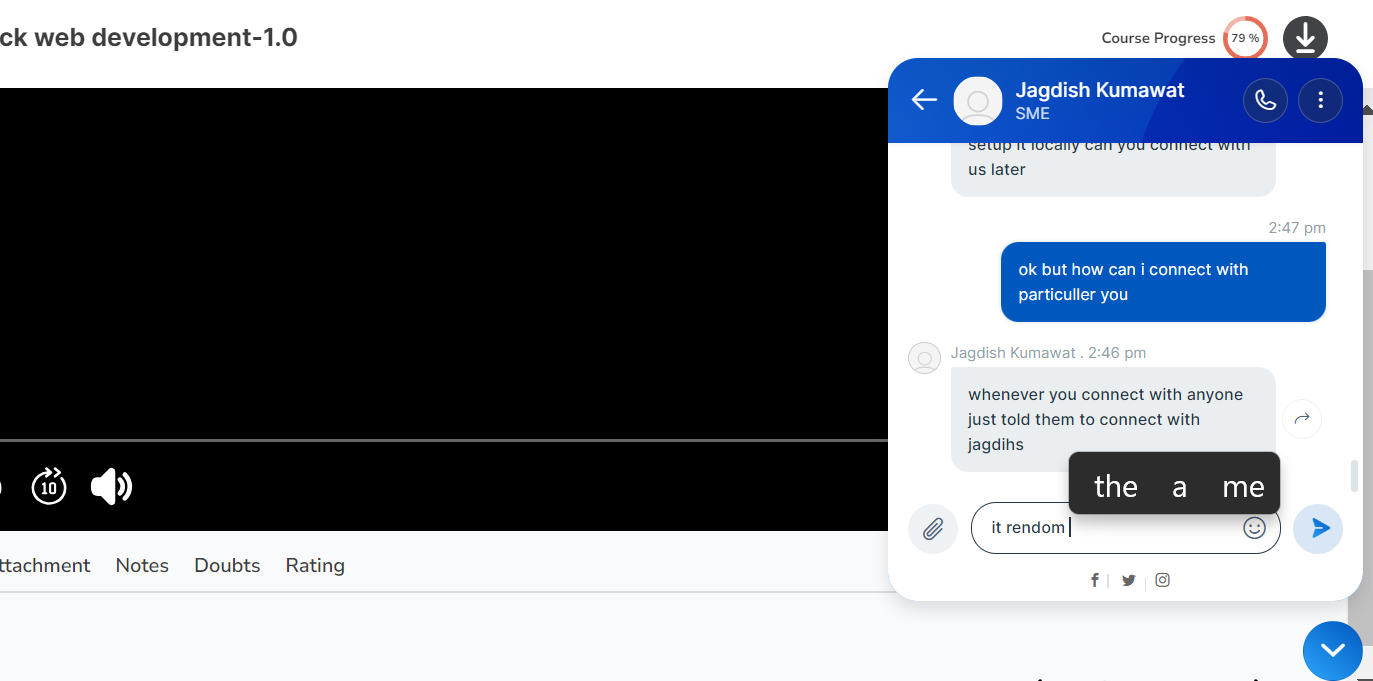 ck web development-1.0
Course Progress 79 %
Jagdish Kumawat
SME
setup it locally can you connect with
us later
2:47 pm
ok but how can i connect with
particuller you
Jagdish Kumawat . 2:46 pm
whenever you connect with anyone
just told them to connect with
jagdihs
the a me
it rendom
10
ttachment Notes Doubts Rating